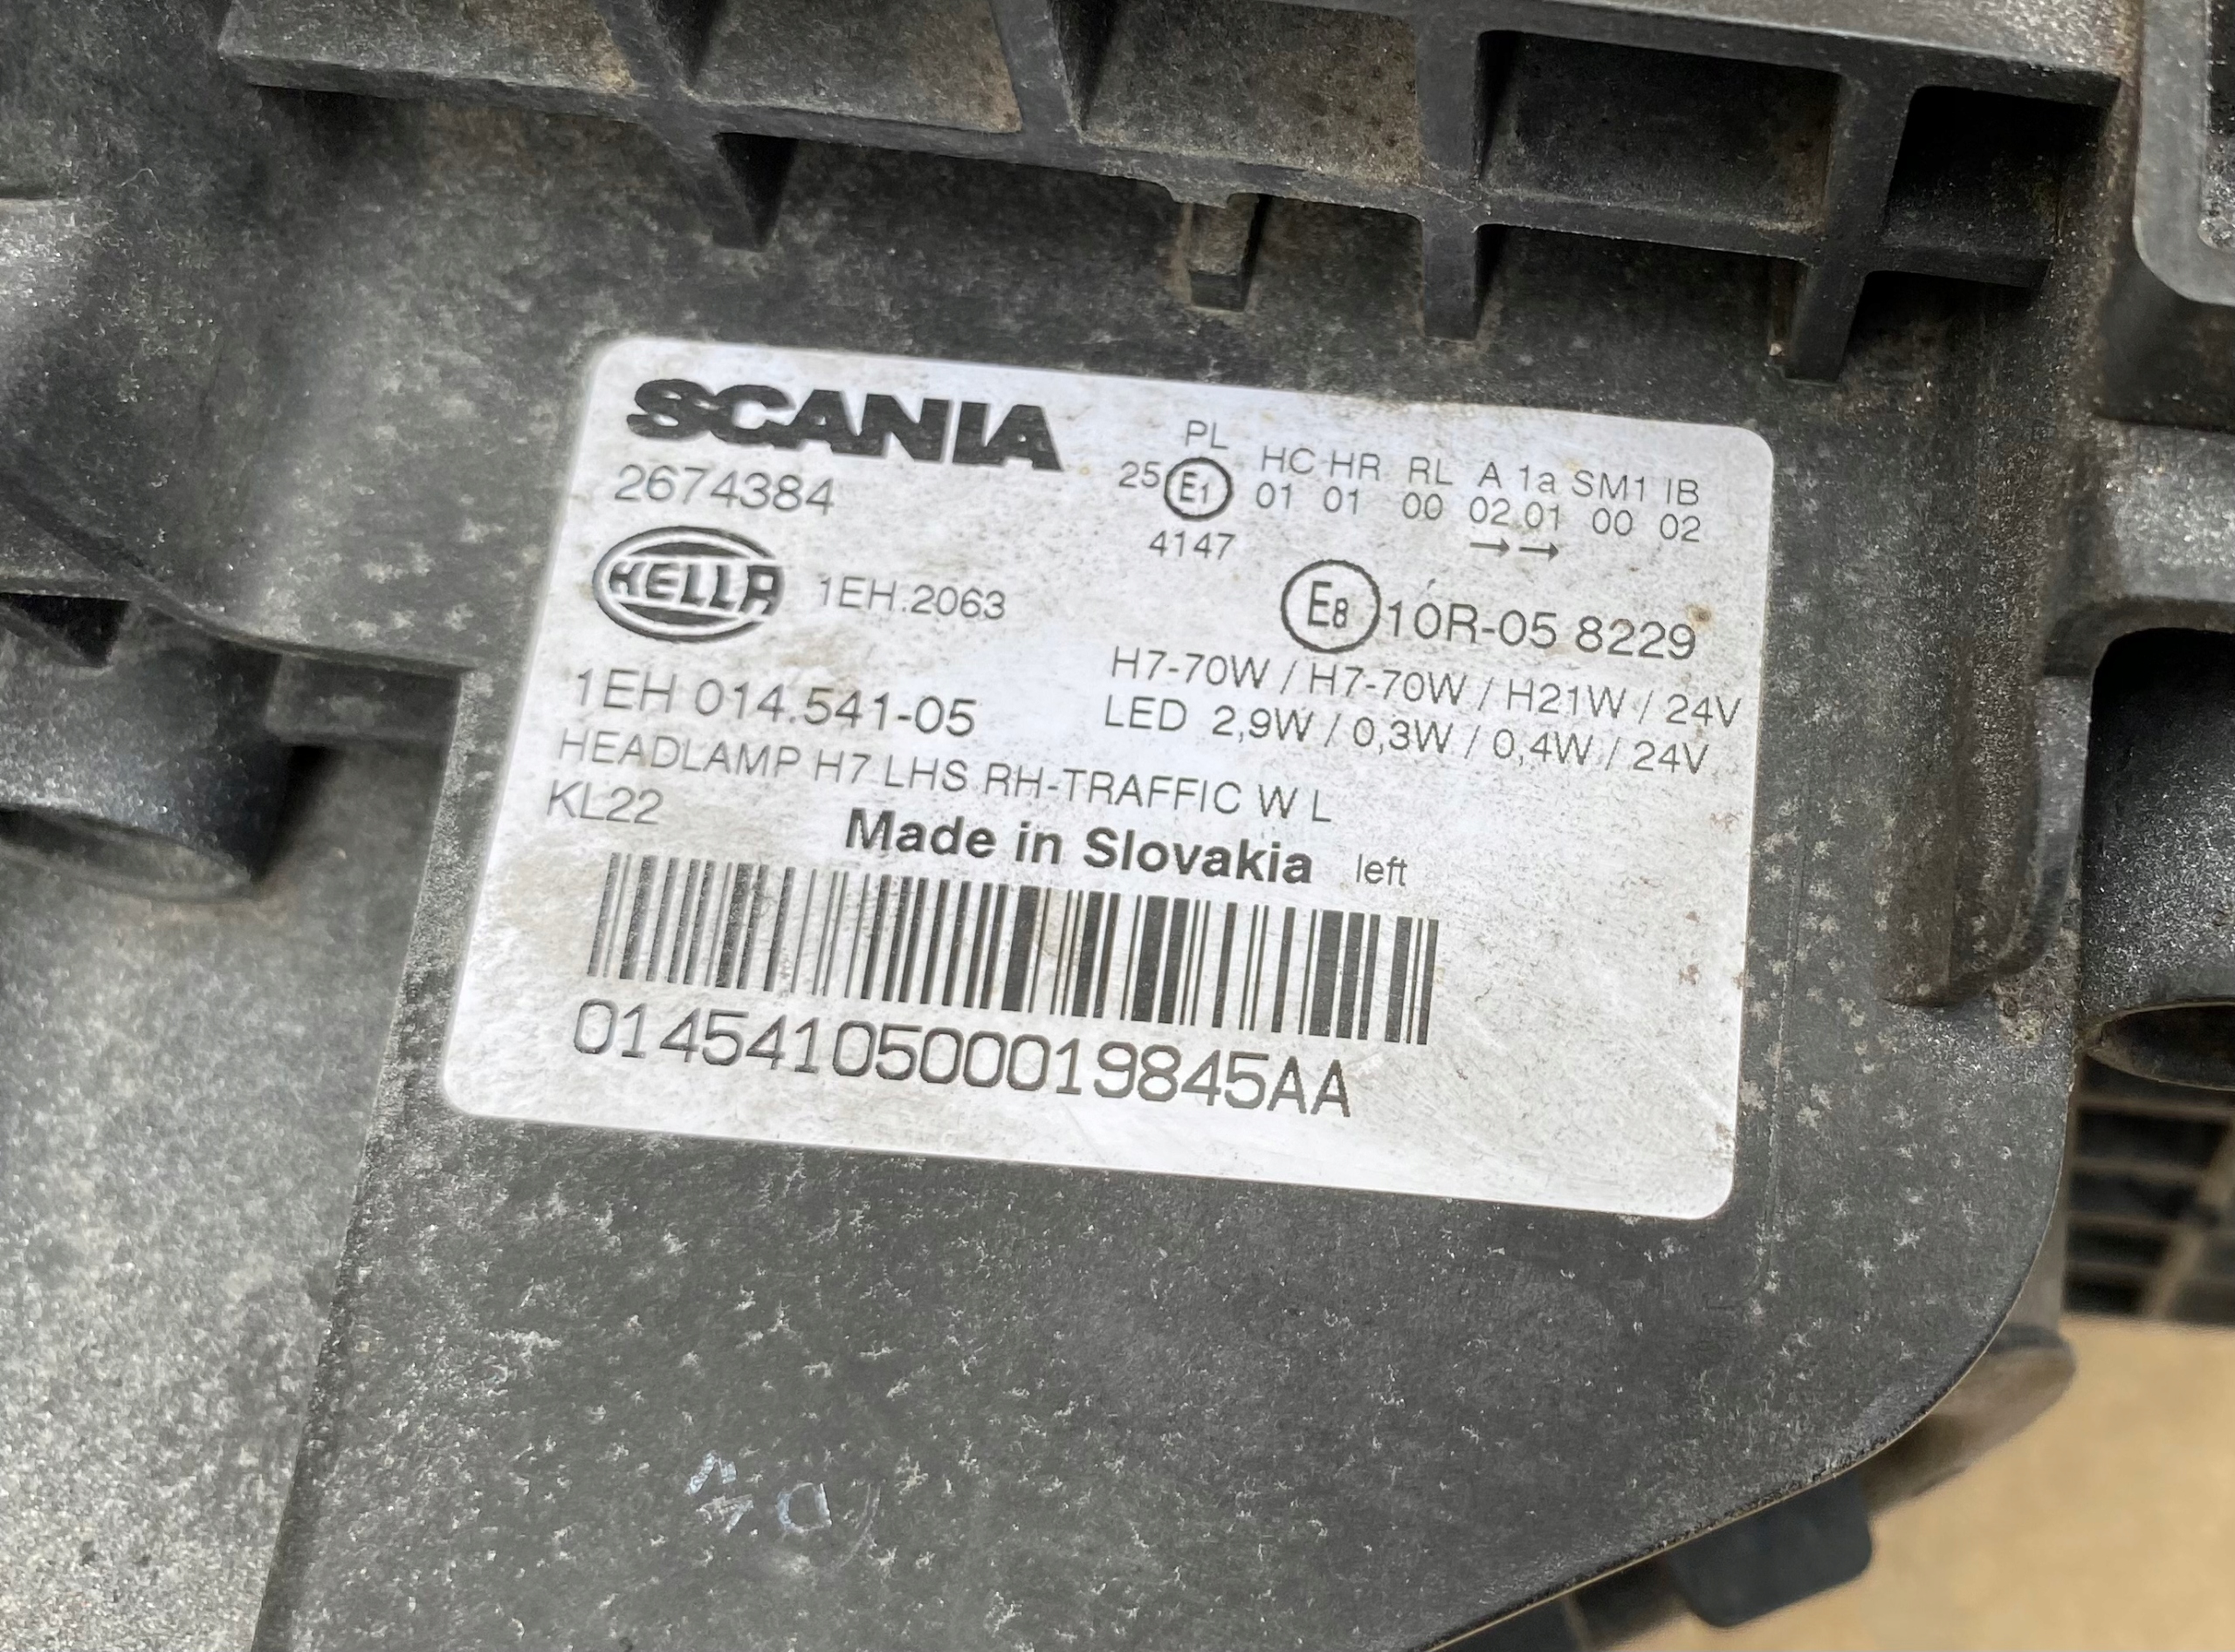 SCANIA
2674384
HELLA 1EH.2063
1EH 014.541-05
HEADLAMP H7 LHS RH-TRAFFIC W L
KL22
Made in Slovakia left
0145410500019845AA
PL HC HR RL A 1a SM1 IB
25 E1 01 01 00 02 01 00 02
4147 →→
E8 10R-05 8229
H7-70W / H7-70W / H21W / 24V
LED 2,9W / 0,3W / 0,4W / 24V